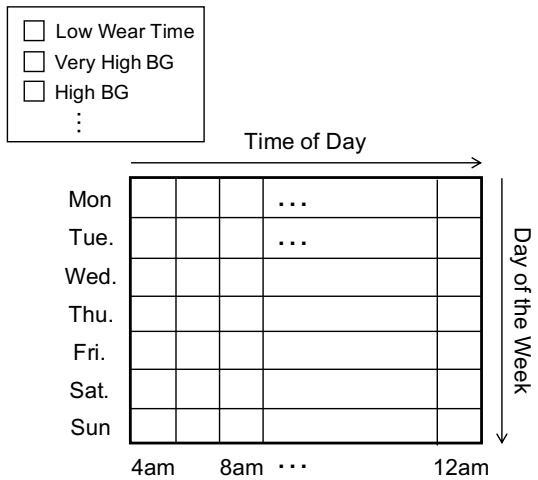 Low Wear Time
Very High BG
High BG
⋮
Time of Day
Mon ...
Tue. ...
Wed.
Thu.
Fri.
Sat.
Sun
Day of the Week
4am 8am ... 12am